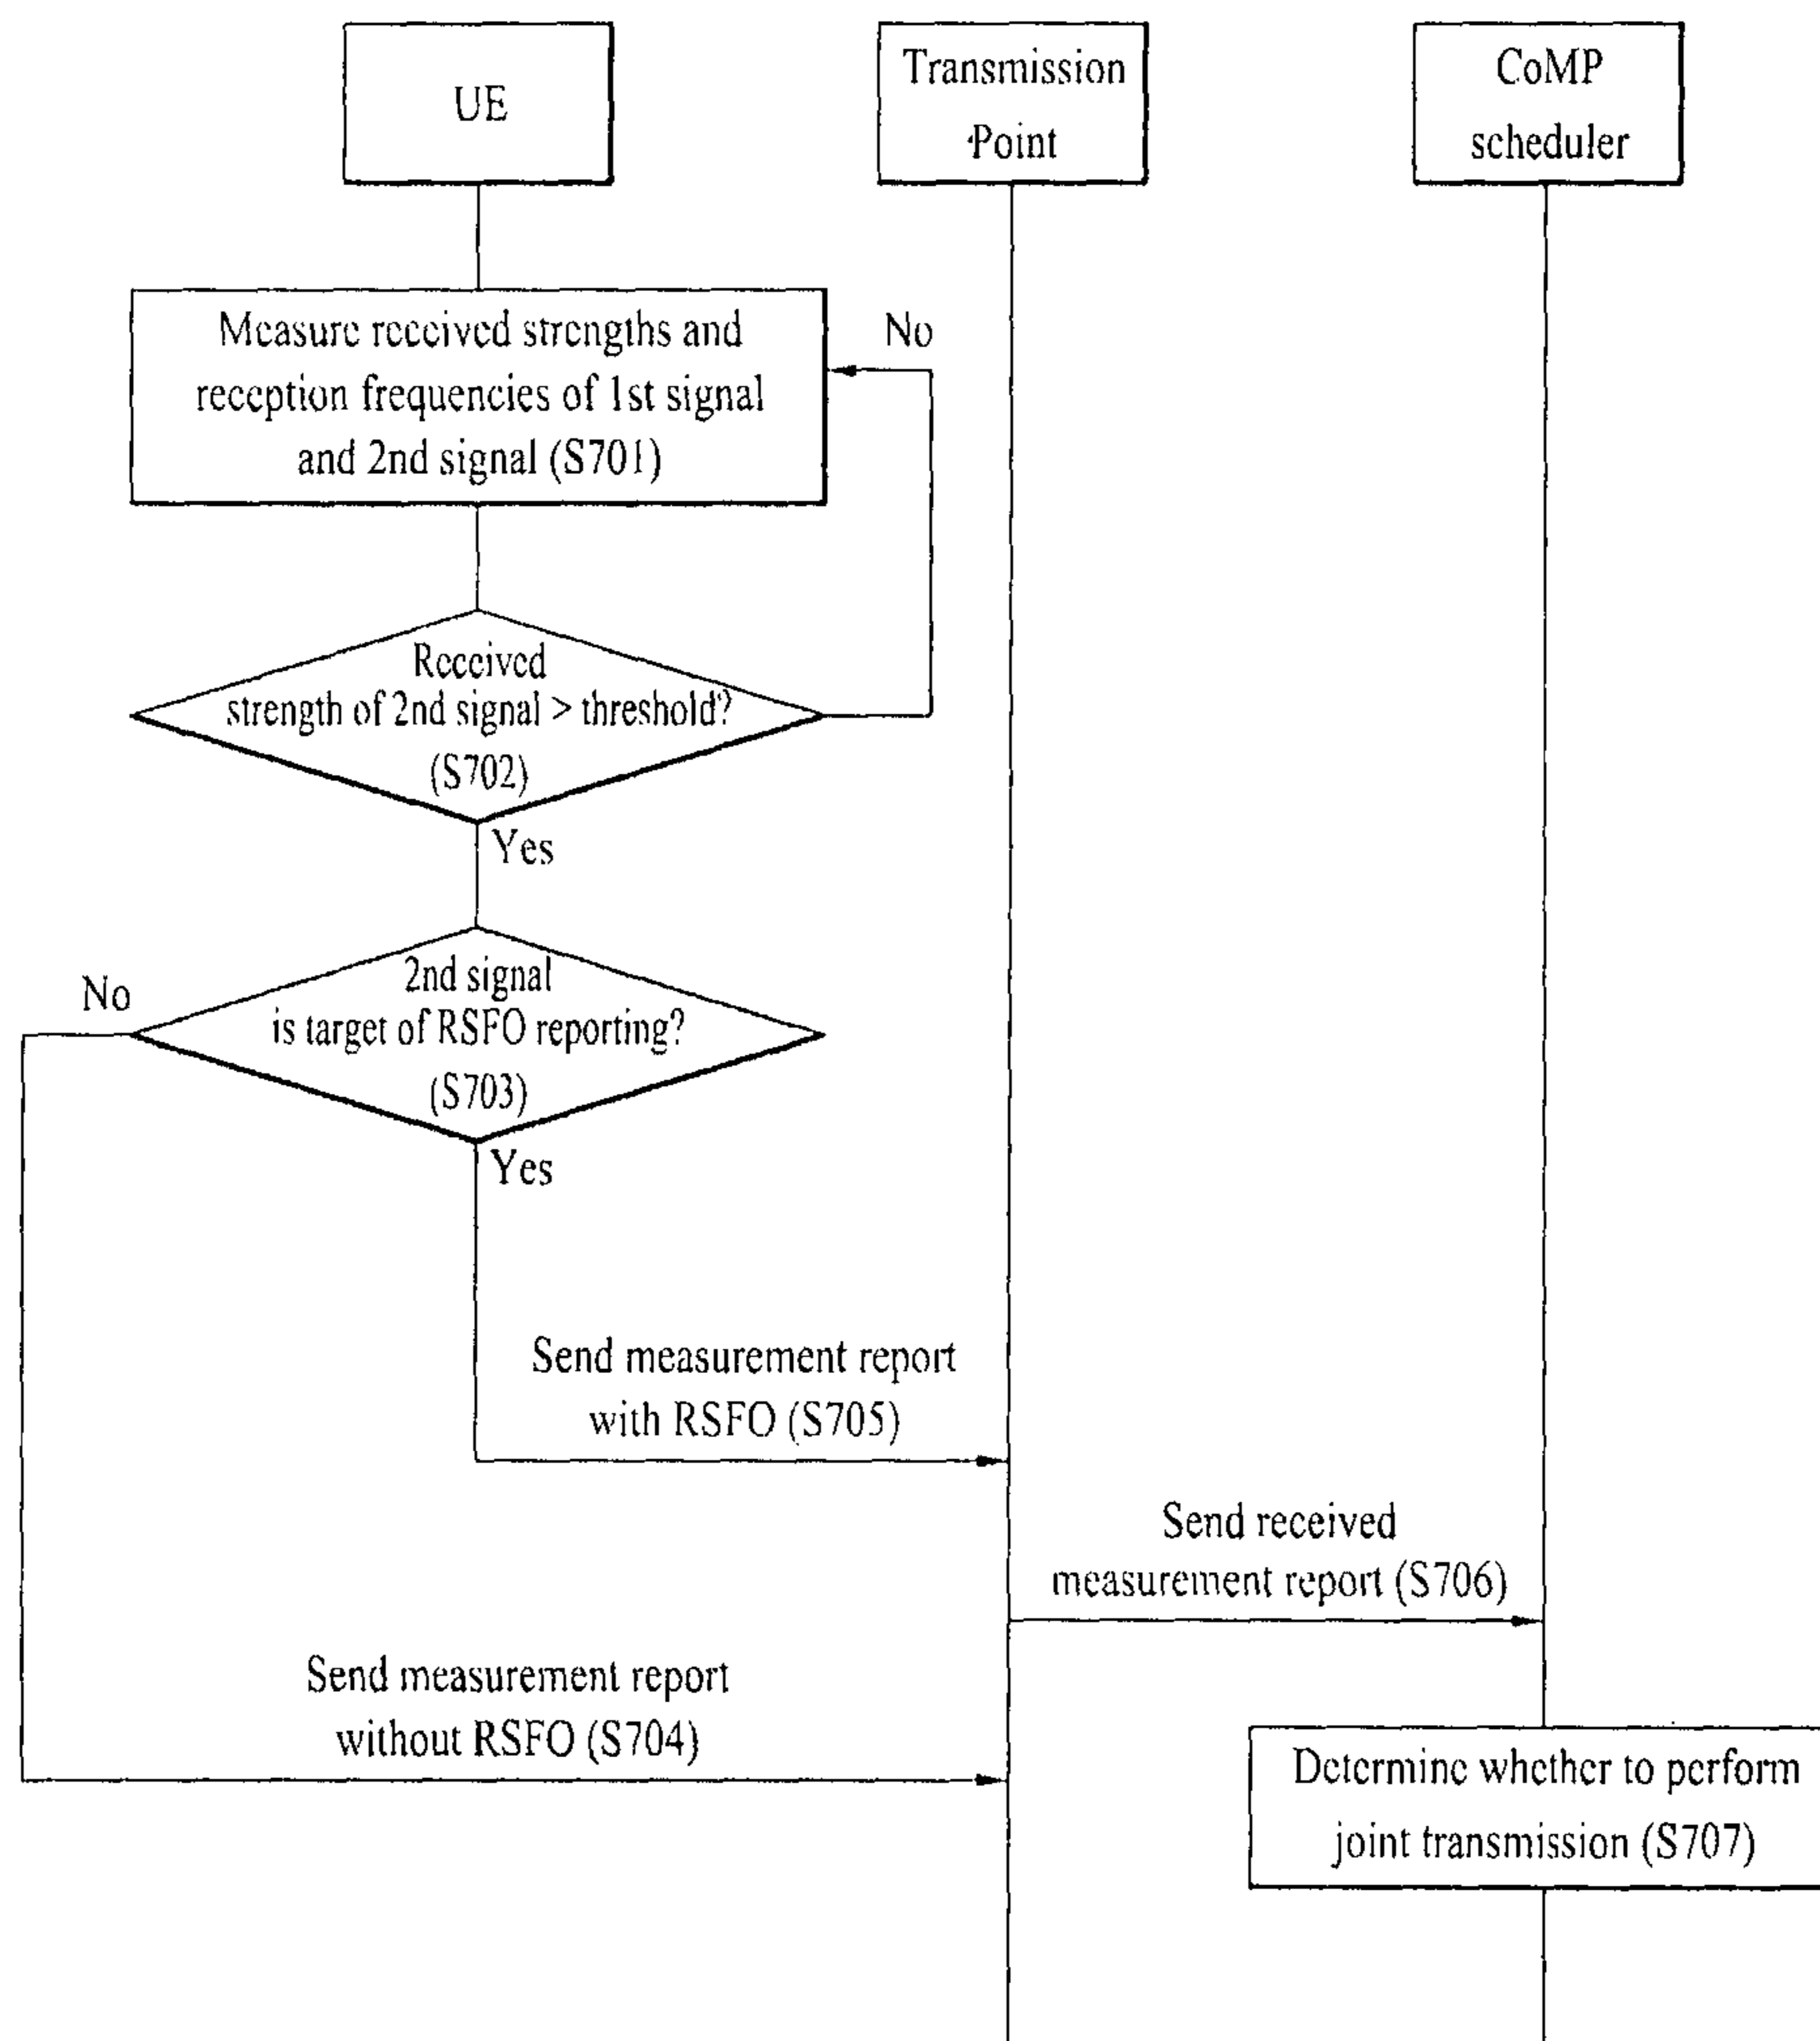 UE
Transmission
Point
CoMP
scheduler
Measure received strengths and
reception frequencies of 1st signal
and 2nd signal (S701)
No
Received
strength of 2nd signal > threshold?
(S702)
Yes
2nd signal
is target of RSFO reporting?
(S703)
No
Yes
Send measurement report
with RSFO (S705)
Send received
measurement report (S706)
Send measurement report
without RSFO (S704)
Determine whether to perform
joint transmission (S707)